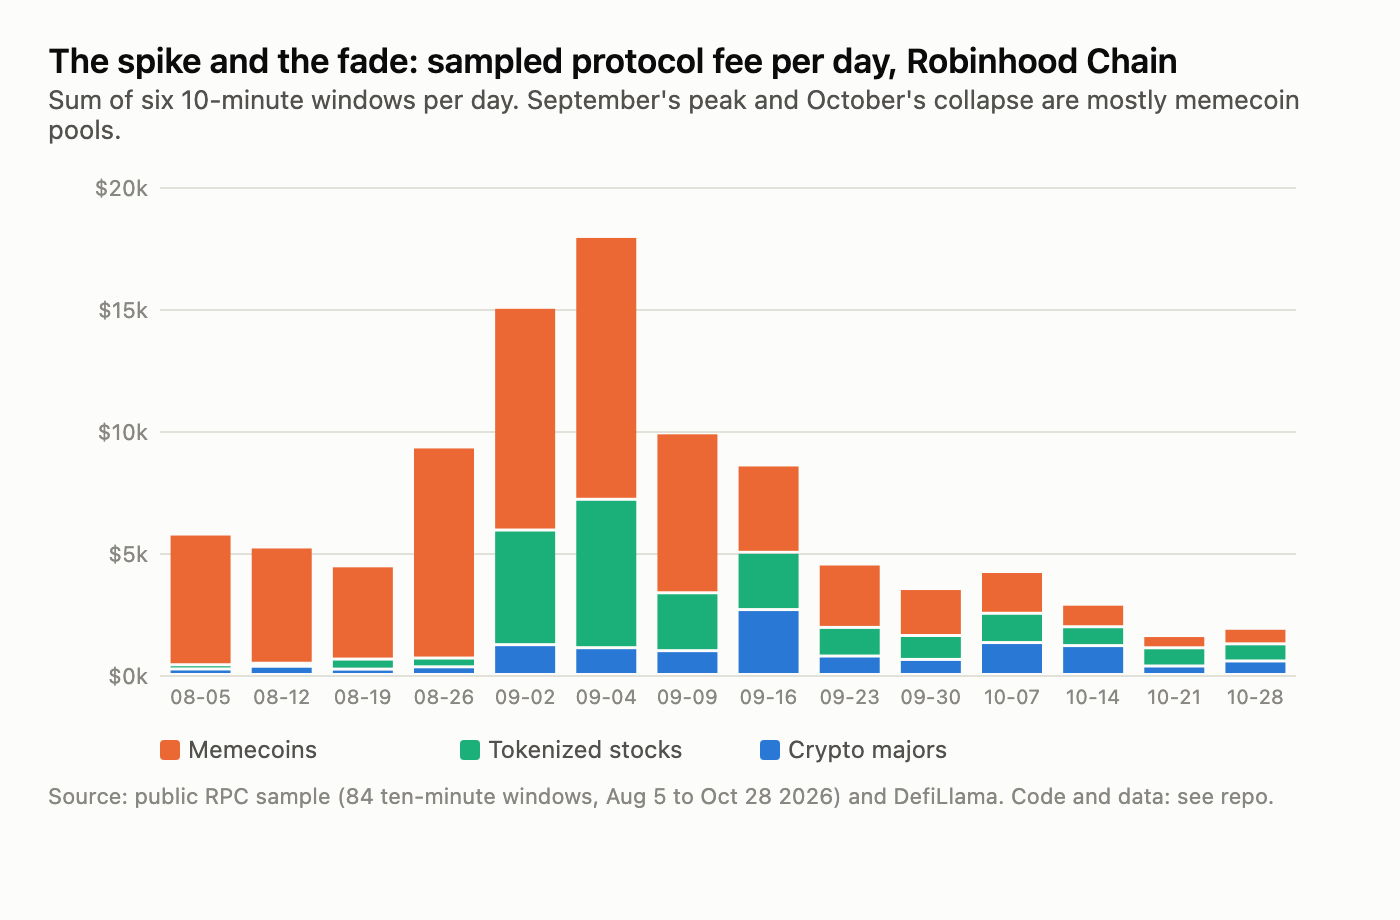 The spike and the fade: sampled protocol fee per day, Robinhood Chain
Sum of six 10-minute windows per day. September's peak and October's collapse are mostly memecoin
pools.
$20k
$15k
$10k
$5k
$0k
08-05 08-12 08-19 08-26 09-02 09-04 09-09 09-16 09-23 09-30 10-07 10-14 10-21 10-28
Memecoins Tokenized stocks Crypto majors
Source: public RPC sample (84 ten-minute windows, Aug 5 to Oct 28 2026) and DefiLlama. Code and data: see repo.